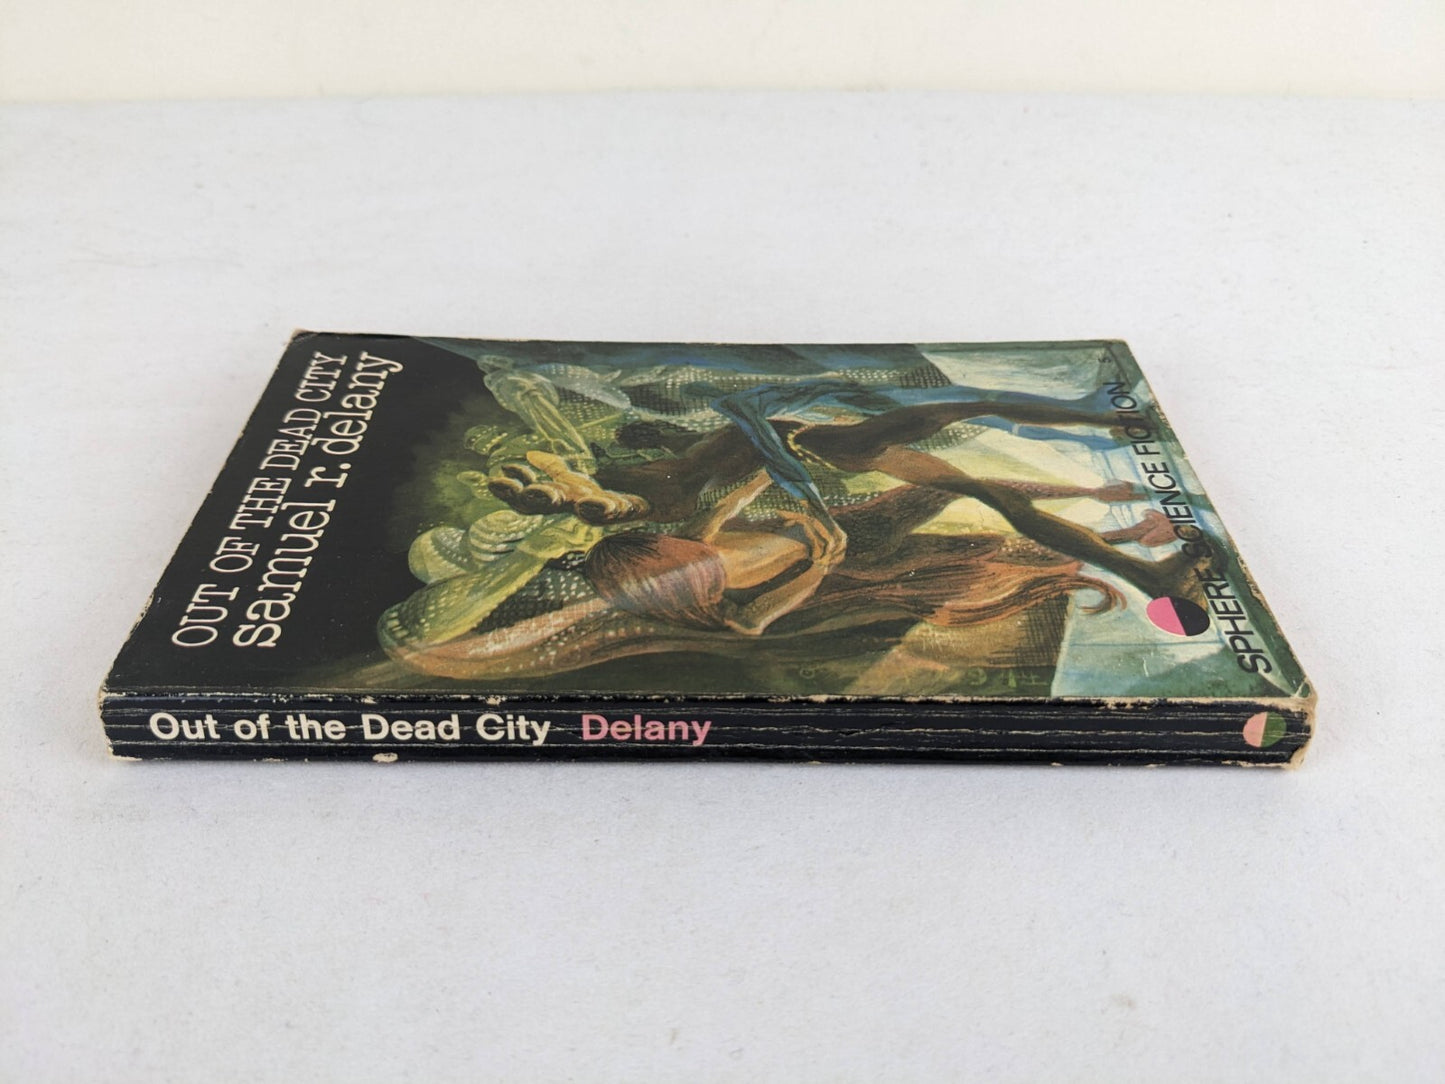 OUT OF THE DEAD CITY
samuel r. delany
SPHERE SCIENCE FICTION
Out of the Dead City Delany